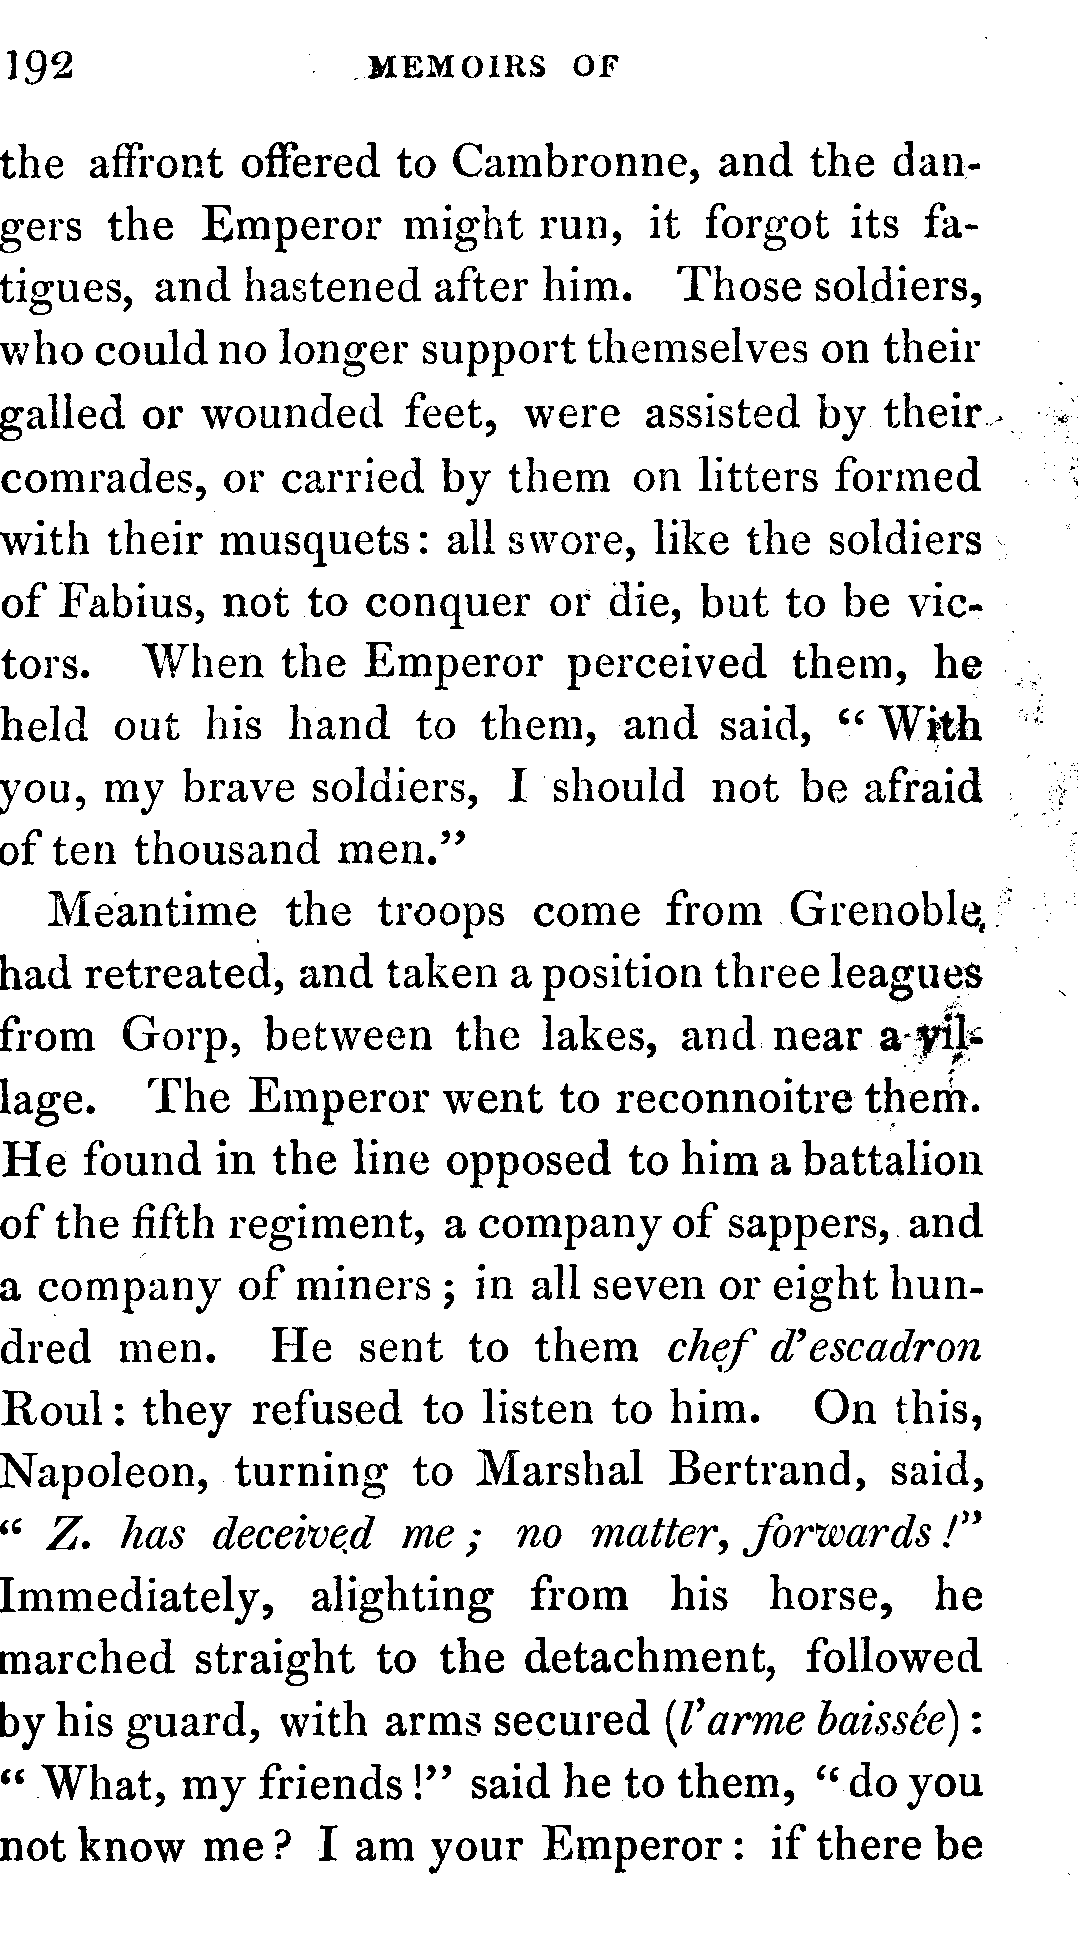 192 MEMOIRS OF
the affront offered to Cambronne, and the dan-
gers the Emperor might run, it forgot its fa-
tigues, and hastened after him. Those soldiers,
who could no longer support themselves on their
galled or wounded feet, were assisted by their
comrades, or carried by them on litters formed
with their musquets: all swore, like the soldiers
of Fabius, not to conquer or die, but to be vic-
tors. When the Emperor perceived them, he
held out his hand to them, and said, “ With
you, my brave soldiers, I should not be afraid
of ten thousand men.”
Meantime the troops come from Grenoble,
had retreated, and taken a position three leagues
from Gorp, between the lakes, and near a vil-
lage. The Emperor went to reconnoitre them.
He found in the line opposed to him a battalion
of the fifth regiment, a company of sappers, and
a company of miners; in all seven or eight hun-
dred men. He sent to them chef d’escadron
Roul: they refused to listen to him. On this,
Napoleon, turning to Marshal Bertrand, said,
“ Z. has deceived me; no matter, forwards!”
Immediately, alighting from his horse, he
marched straight to the detachment, followed
by his guard, with arms secured (l’arme baissée):
“ What, my friends!” said he to them, “ do you
not know me? I am your Emperor: if there be